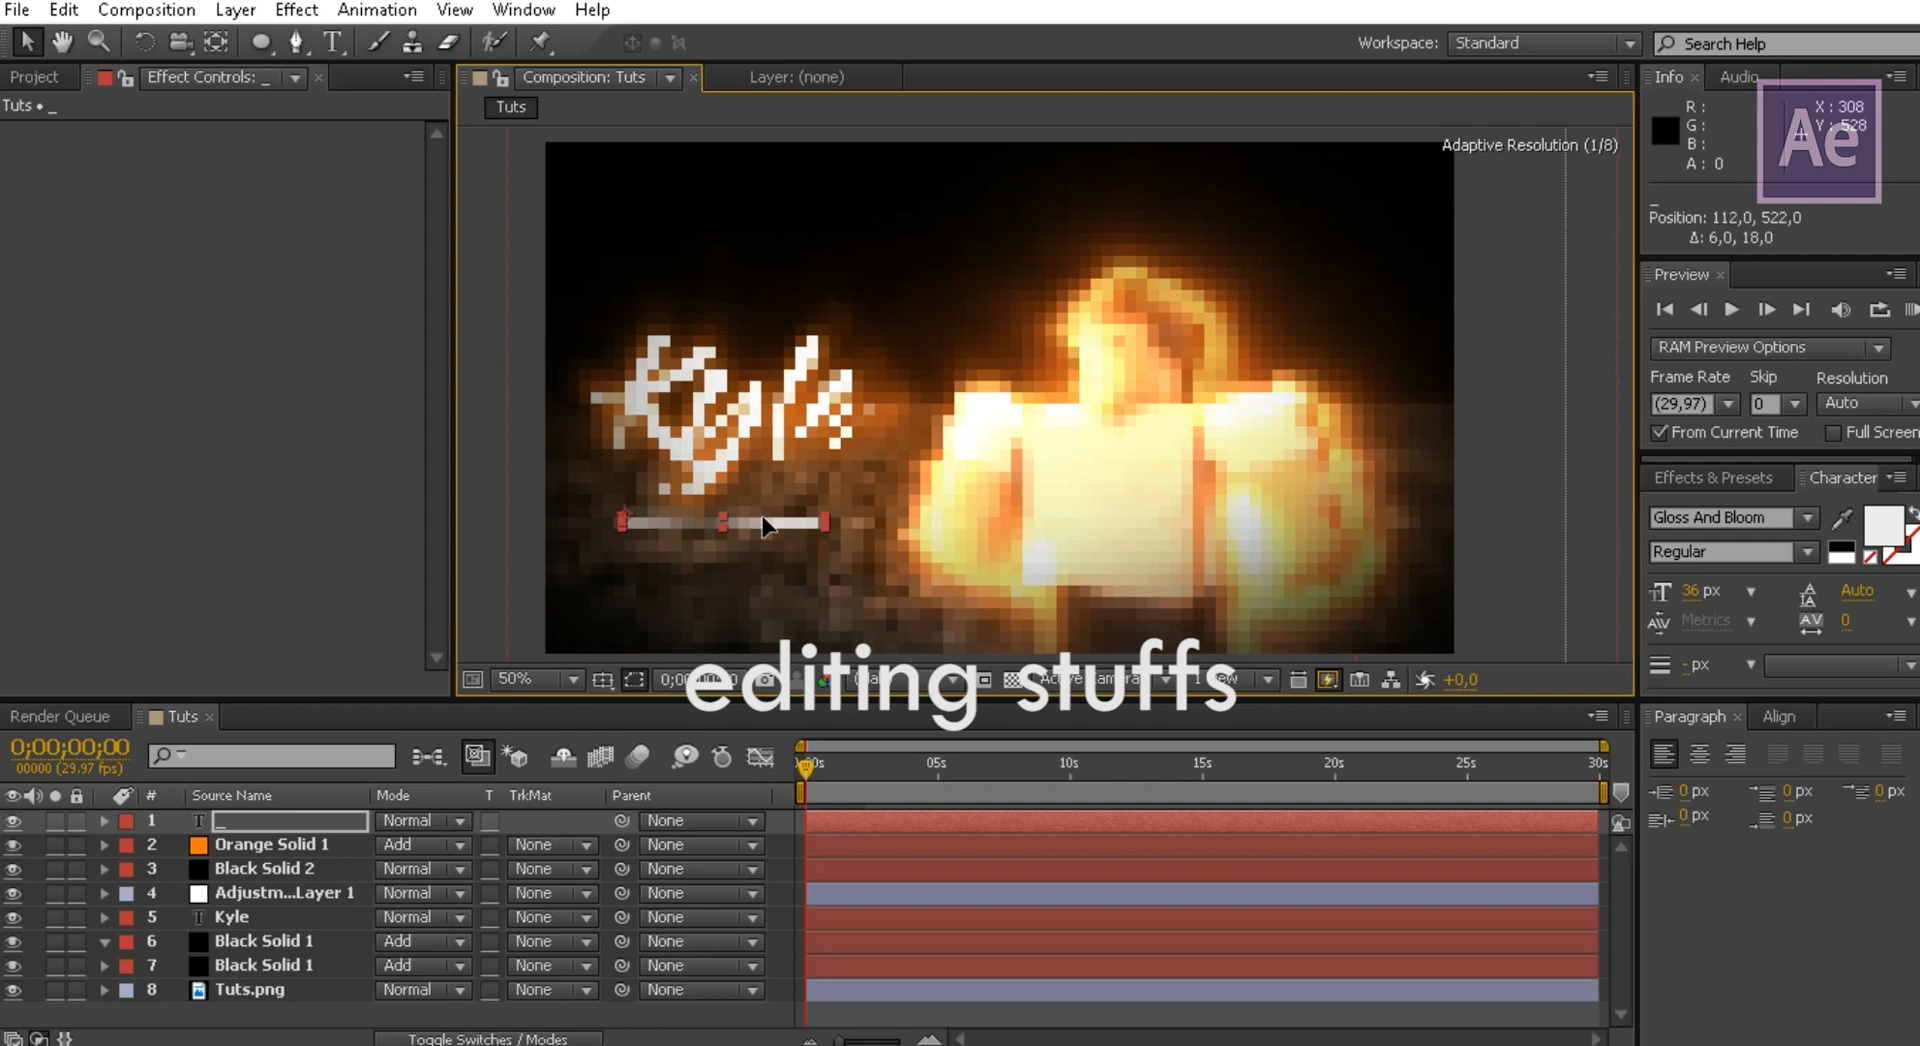 File Edit Composition Layer Effect Animation View Window Help
Workspace: Standard Search Help
Project Effect Controls: _ Composition: Tuts Layer: (none) Info Audio
Tuts • _
Tuts
R :
G :
B :
A : 0
X : 308
Y : 528
Ae
Adaptive Resolution (1/8)
_
Position: 112,0, 522,0
Δ: 6,0, 18,0
Preview
RAM Preview Options
Frame Rate Skip Resolution
(29,97) 0 Auto
From Current Time Full Screen
Kyle
Effects & Presets Character
Gloss And Bloom
Regular
36 px Auto
Metrics 0
- px
editing stuffs
50% +0,0
Render Queue Tuts Paragraph Align
0;00;00;00
00000 (29.97 fps)
05s 10s 15s 20s 25s 30s
0 px 0 px 0 px
0 px 0 px
# Source Name Mode T TrkMat Parent
1 _ Normal None
2 Orange Solid 1 Add None None
3 Black Solid 2 Normal None None
4 Adjustm...Layer 1 Normal None None
5 Kyle Normal None None
6 Black Solid 1 Add None None
7 Black Solid 1 Add None None
8 Tuts.png Normal None None
Toggle Switches / Modes